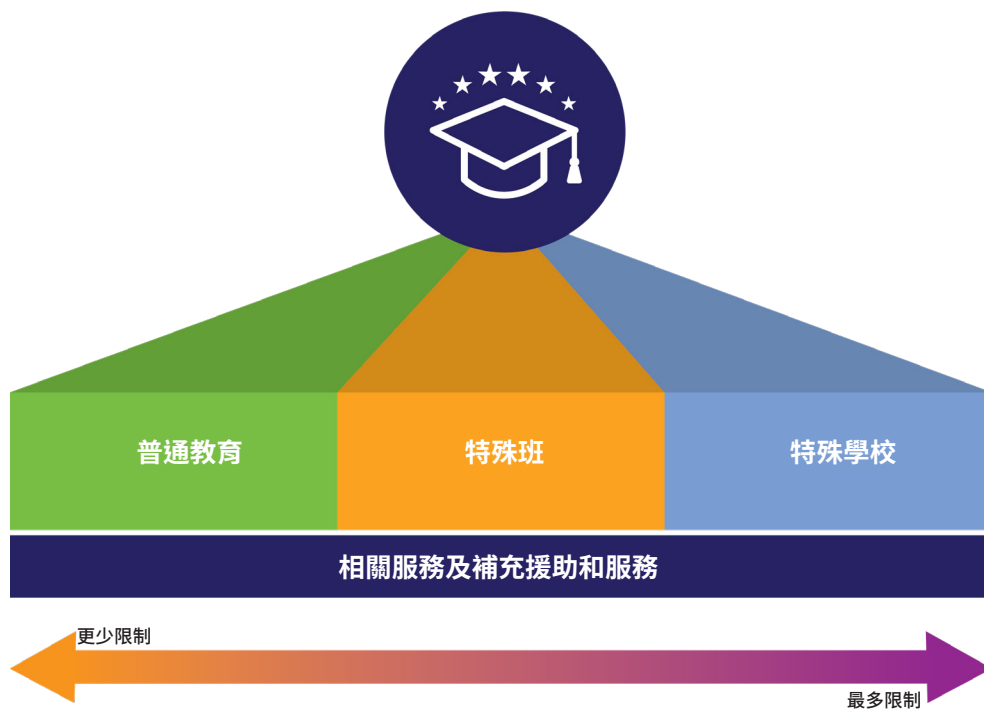 普通教育
特殊班
特殊學校
相關服務及補充援助和服務
更少限制
最多限制